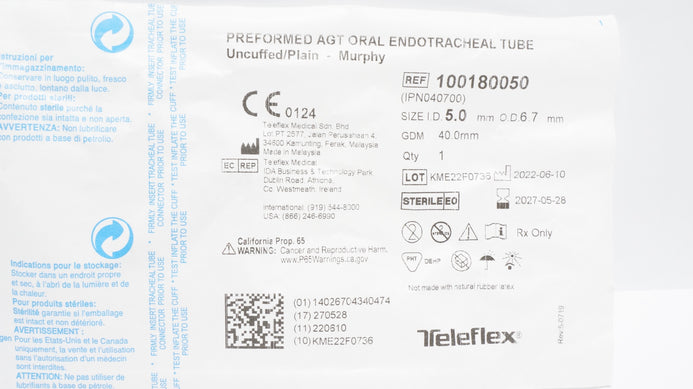 Istruzioni per
l'immagazzinamento:
Conservare in luogo pulito, fresco
e asciutto, lontano dalla luce.
Per prodotti sterili:
Contenuto sterile purché la
confezione sia intatta e non aperta.
AVVERTENZA: Non lubrificare
con prodotti a base di petrolio.
Indications pour le stockage:
Stocker dans un endroit propre
et sec, à l'abri de la lumière et de
la chaleur.
Pour produits stériles:
Stérilité garantie si l'emballage
est intact et non détérioré.
AVERTISSEMENT :
Pour les Etats-Unis et le Canada
uniquement, la vente et l'utilisation
sans l'autorisation d'un médecin
sont interdites.
ATTENTION: Ne pas utiliser de
lubrifiants à base de pétrole.
* FIRMLY INSERT TRACHEAL TUBE
CONNECTOR PRIOR TO USE
* TEST INFLATE THE CUFF *
PRIOR TO USE
PREFORMED AGT ORAL ENDOTRACHEAL TUBE
Uncuffed/Plain - Murphy
REF 100180050
(IPN040700)
SIZE I.D. 5.0 mm O.D. 6.7 mm
GDM 40.0mm
Qty 1
LOT KME22F0736 2022-06-10
STERILE EO 2027-05-28
Rx Only
PHT DEHP
Not made with natural rubber latex
CE 0124
Teleflex Medical Sdn. Bhd.
Lot PT 2577, Jalan Perusahaan 4,
34600 Kamunting, Perak, Malaysia
Made in Malaysia
EC REP Teleflex Medical
IDA Business & Technology Park
Dublin Road, Athlone,
Co. Westmeath, Ireland
International: (919) 544-8000
USA: (866) 246-6990
California Prop. 65
WARNING: Cancer and Reproductive Harm.
www.P65Warnings.ca.gov
(01) 14026704340474
(17) 270528
(11) 220610
(10) KME22F0736
Teleflex®
Rev.5-0719